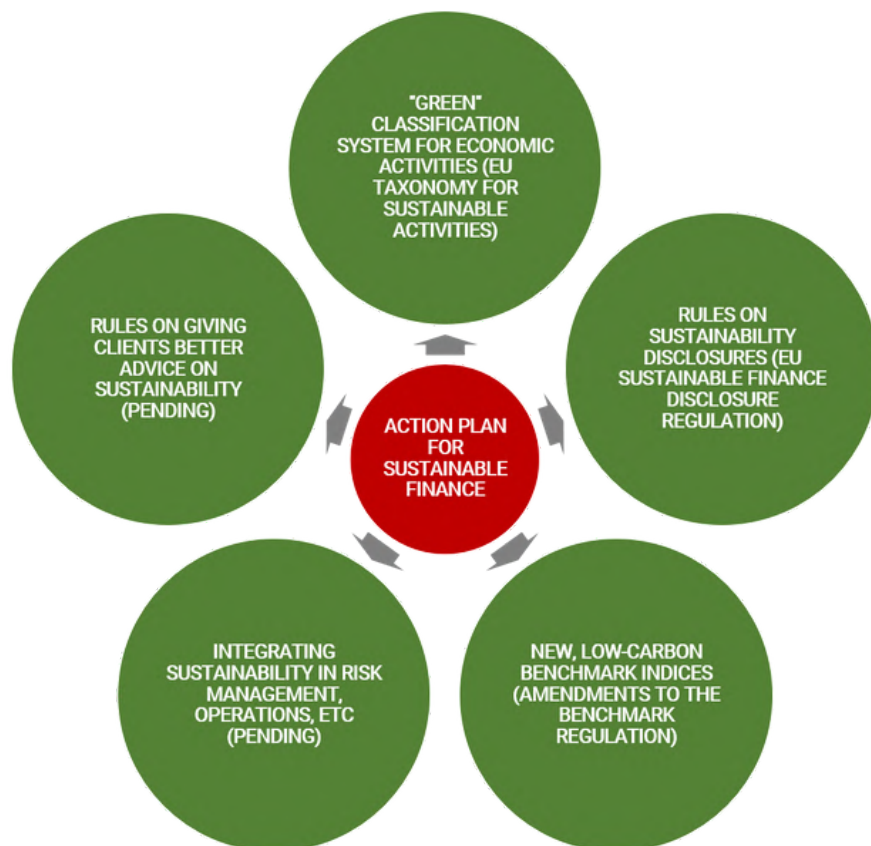 "GREEN"
CLASSIFICATION
SYSTEM FOR ECONOMIC
ACTIVITIES (EU
TAXONOMY FOR
SUSTAINABLE
ACTIVITIES)
RULES ON GIVING
CLIENTS BETTER
ADVICE ON
SUSTAINABILITY
(PENDING)
RULES ON
SUSTAINABILITY
DISCLOSURES (EU
SUSTAINABLE FINANCE
DISCLOSURE
REGULATION)
ACTION PLAN
FOR
SUSTAINABLE
FINANCE
INTEGRATING
SUSTAINABILITY IN RISK
MANAGEMENT,
OPERATIONS, ETC
(PENDING)
NEW, LOW-CARBON
BENCHMARK INDICES
(AMENDMENTS TO THE
BENCHMARK
REGULATION)